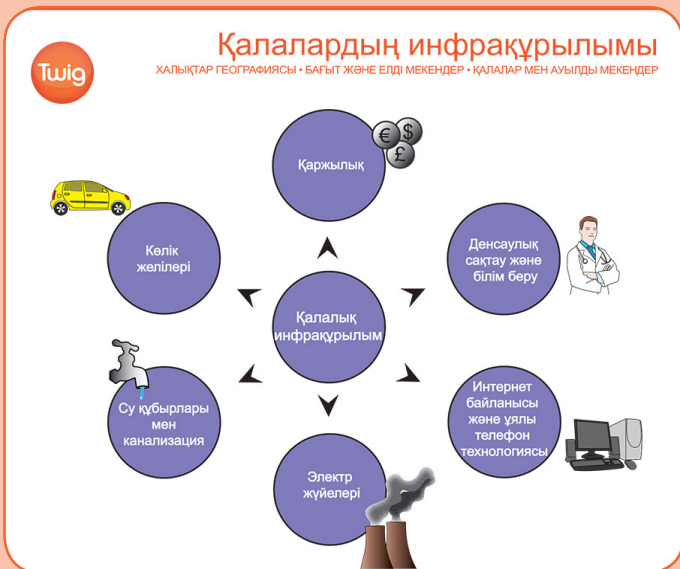 Twig
Қалалардың инфрақұрылымы
ХАЛЫҚТАР ГЕОГРАФИЯСЫ • БАҒЫТ ЖӘНЕ ЕЛДІ МЕКЕНДЕР • ҚАЛАЛАР МЕН АУЫЛДЫ МЕКЕНДЕР
Қаржылық
€ $
£
Көлік
желілері
Денсаулық
сақтау және
білім беру
Қалалық
инфрақұрылым
Су құбырлары
мен
канализация
Интернет
байланысы
және ұялы
телефон
технологиясы
Электр
жүйелері